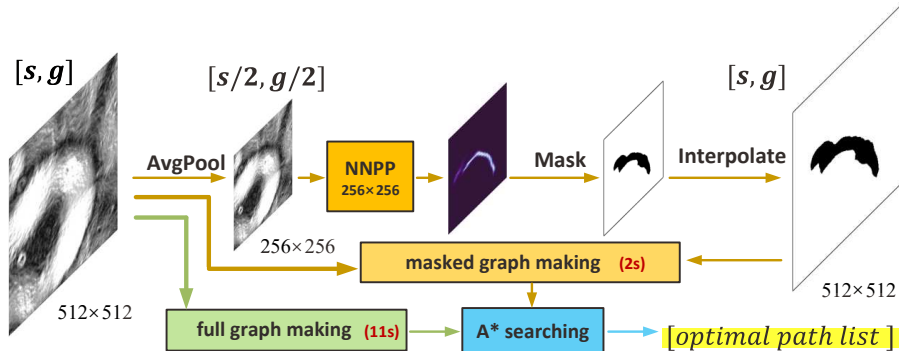 [s, g]
[s/2, g/2]
[s, g]
AvgPool
NNPP
256×256
Mask
Interpolate
256×256
masked graph making (2s)
512×512
512×512
full graph making (11s)
A* searching
[optimal path list ]